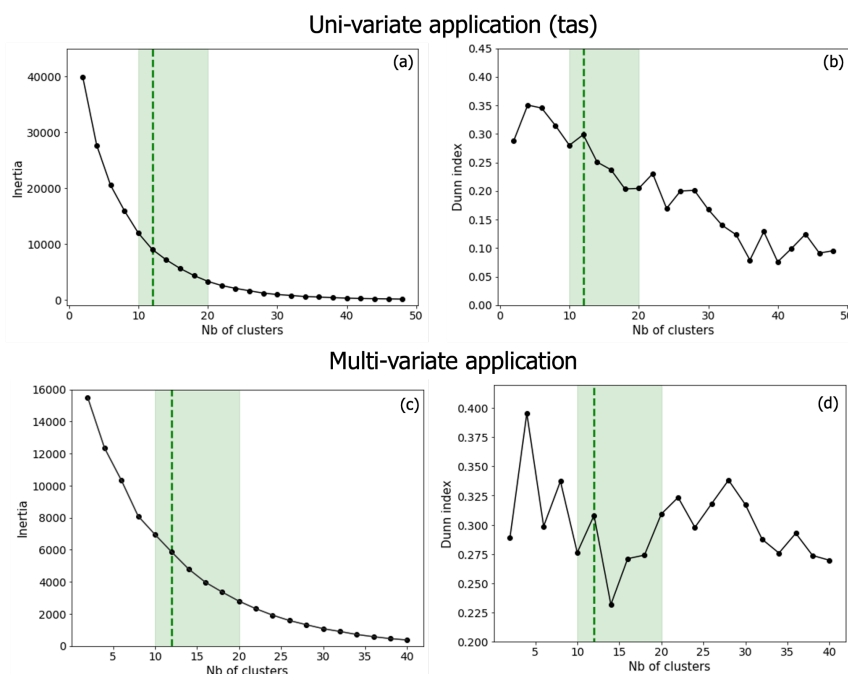 Uni-variate application (tas)
(a)
Inertia
40000
30000
20000
10000
0
0 10 20 30 40 50
Nb of clusters
(b)
Dunn index
0.45
0.40
0.35
0.30
0.25
0.20
0.15
0.10
0.05
0.00
0 10 20 30 40 50
Nb of clusters
Multi-variate application
(c)
Inertia
16000
14000
12000
10000
8000
6000
4000
2000
0
5 10 15 20 25 30 35 40
Nb of clusters
(d)
Dunn index
0.400
0.375
0.350
0.325
0.300
0.275
0.250
0.225
0.200
5 10 15 20 25 30 35 40
Nb of clusters